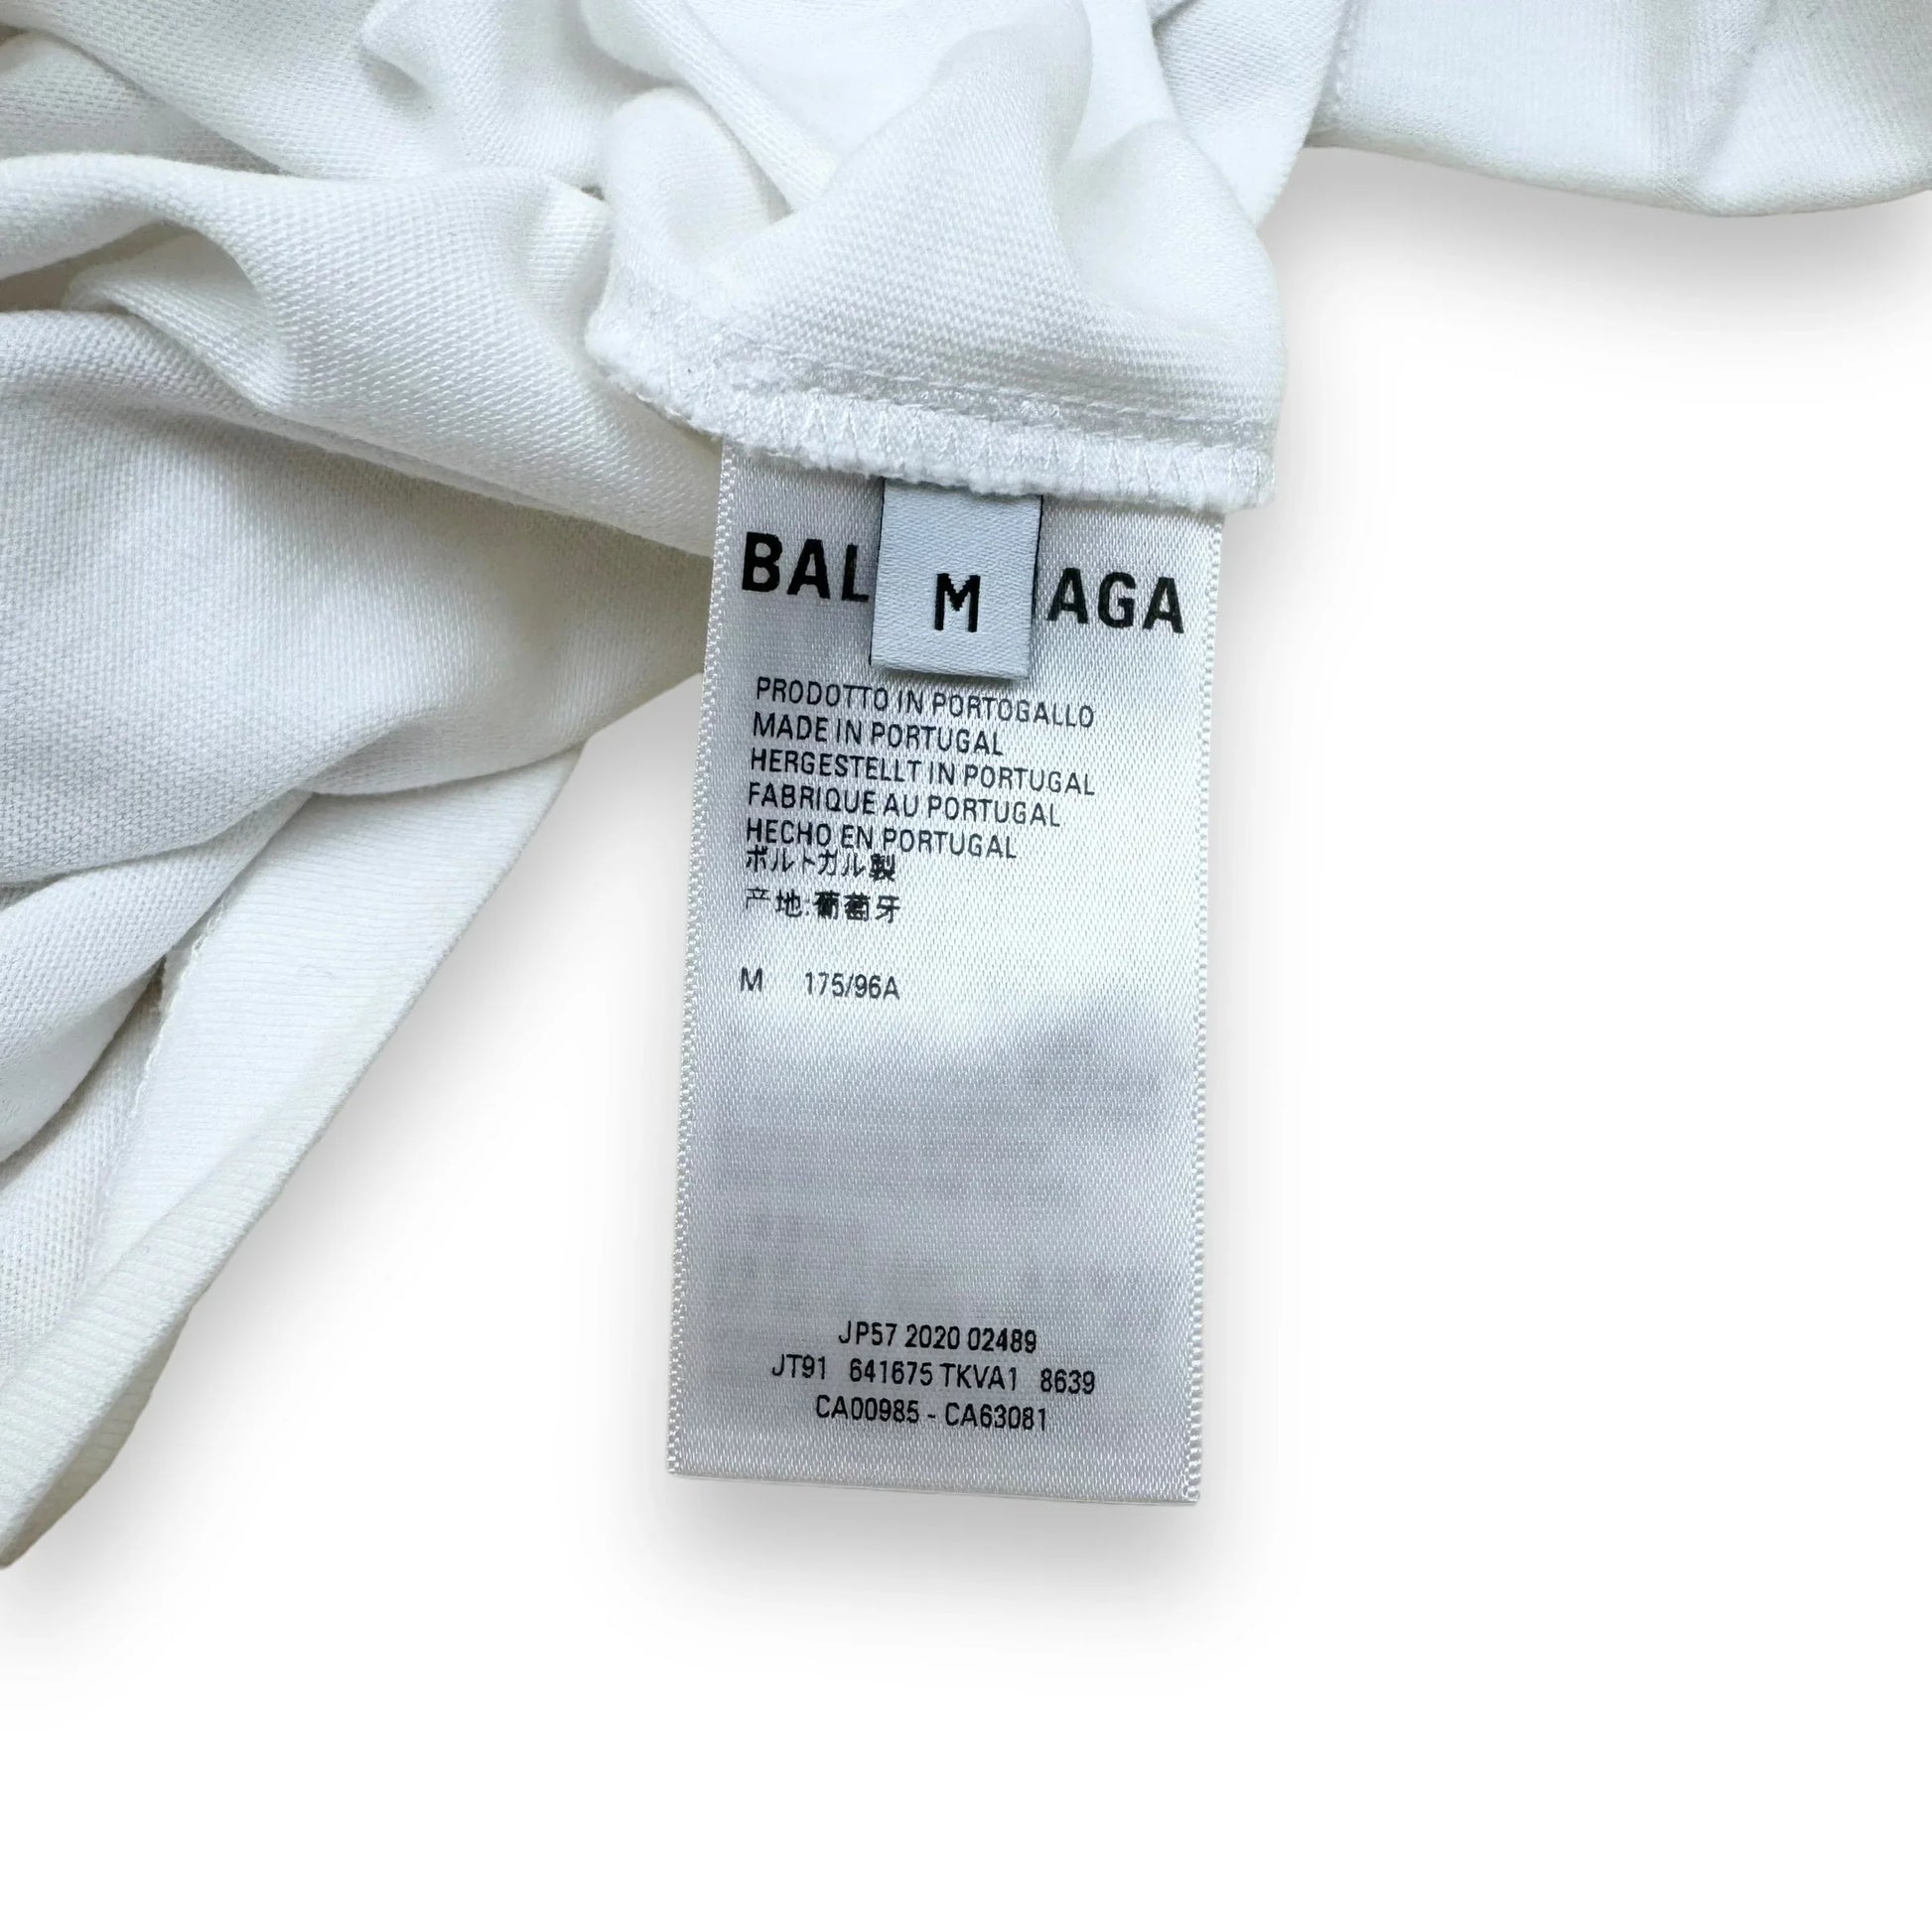 BAL M AGA
PRODOTTO IN PORTOGALLO
MADE IN PORTUGAL
HERGESTELLT IN PORTUGAL
FABRIQUE AU PORTUGAL
HECHO EN PORTUGAL
ポルトガル製
产地:葡萄牙
M 175/96A
JP57 2020 02489
JT91 641675 TKVA1 8639
CA00985 - CA63081